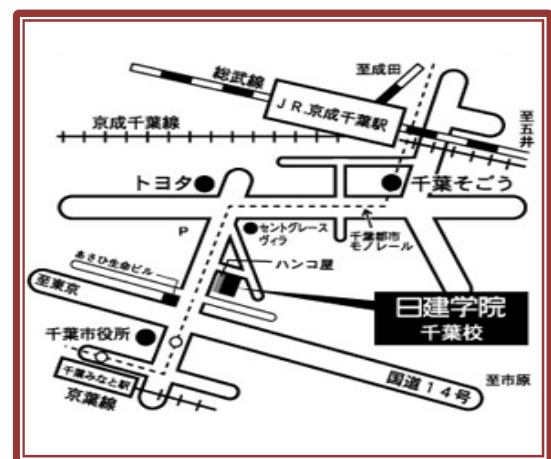 総武線
至成田
JR.京成千葉駅
京成千葉線
至五井
トヨタ
千葉そごう
P
セントグレース
ヴィラ
千葉都市
モノレール
あさひ生命ビル
ハンコ屋
至東京
日建学院
千葉校
千葉市役所
千葉みなと駅
京葉線
国道14号
至市原